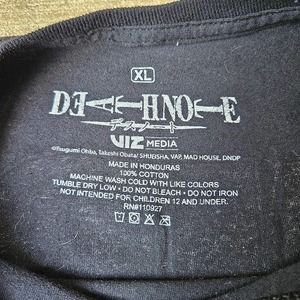 XL
DEATH NOTE
デスノート
VIZ MEDIA
©Tsugumi Ohba, Takeshi Obata/ SHUEISHA, VAP, MAD HOUSE, DNDP
MADE IN HONDURAS
100% COTTON
MACHINE WASH COLD WITH LIKE COLORS
TUMBLE DRY LOW • DO NOT BLEACH • DO NOT IRON
NOT INTENDED FOR CHILDREN 12 AND UNDER.
RN#110927